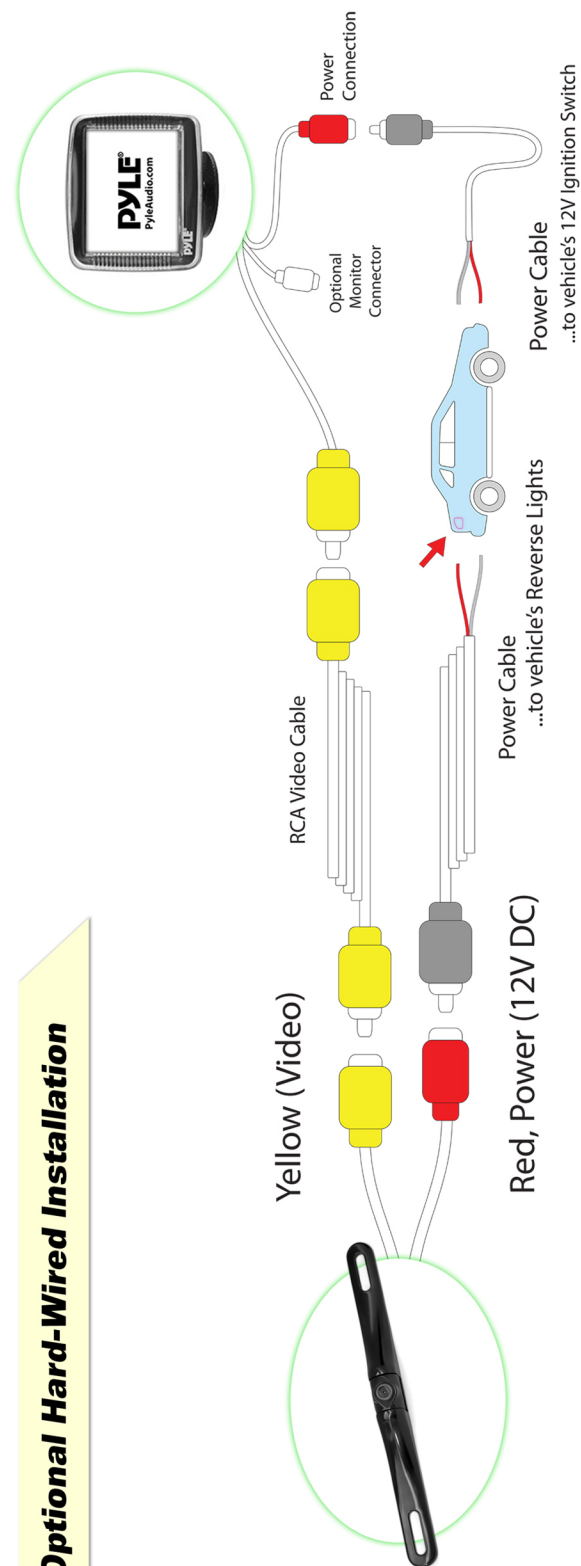 Optional Hard-Wired Installation
PYLE®
PyleAudio.com
PYLE
Power
Connection
Optional
Monitor
Connector
RCA Video Cable
Yellow (Video)
Red, Power (12V DC)
Power Cable
...to vehicle's Reverse Lights
Power Cable
...to vehicle's 12V Ignition Switch